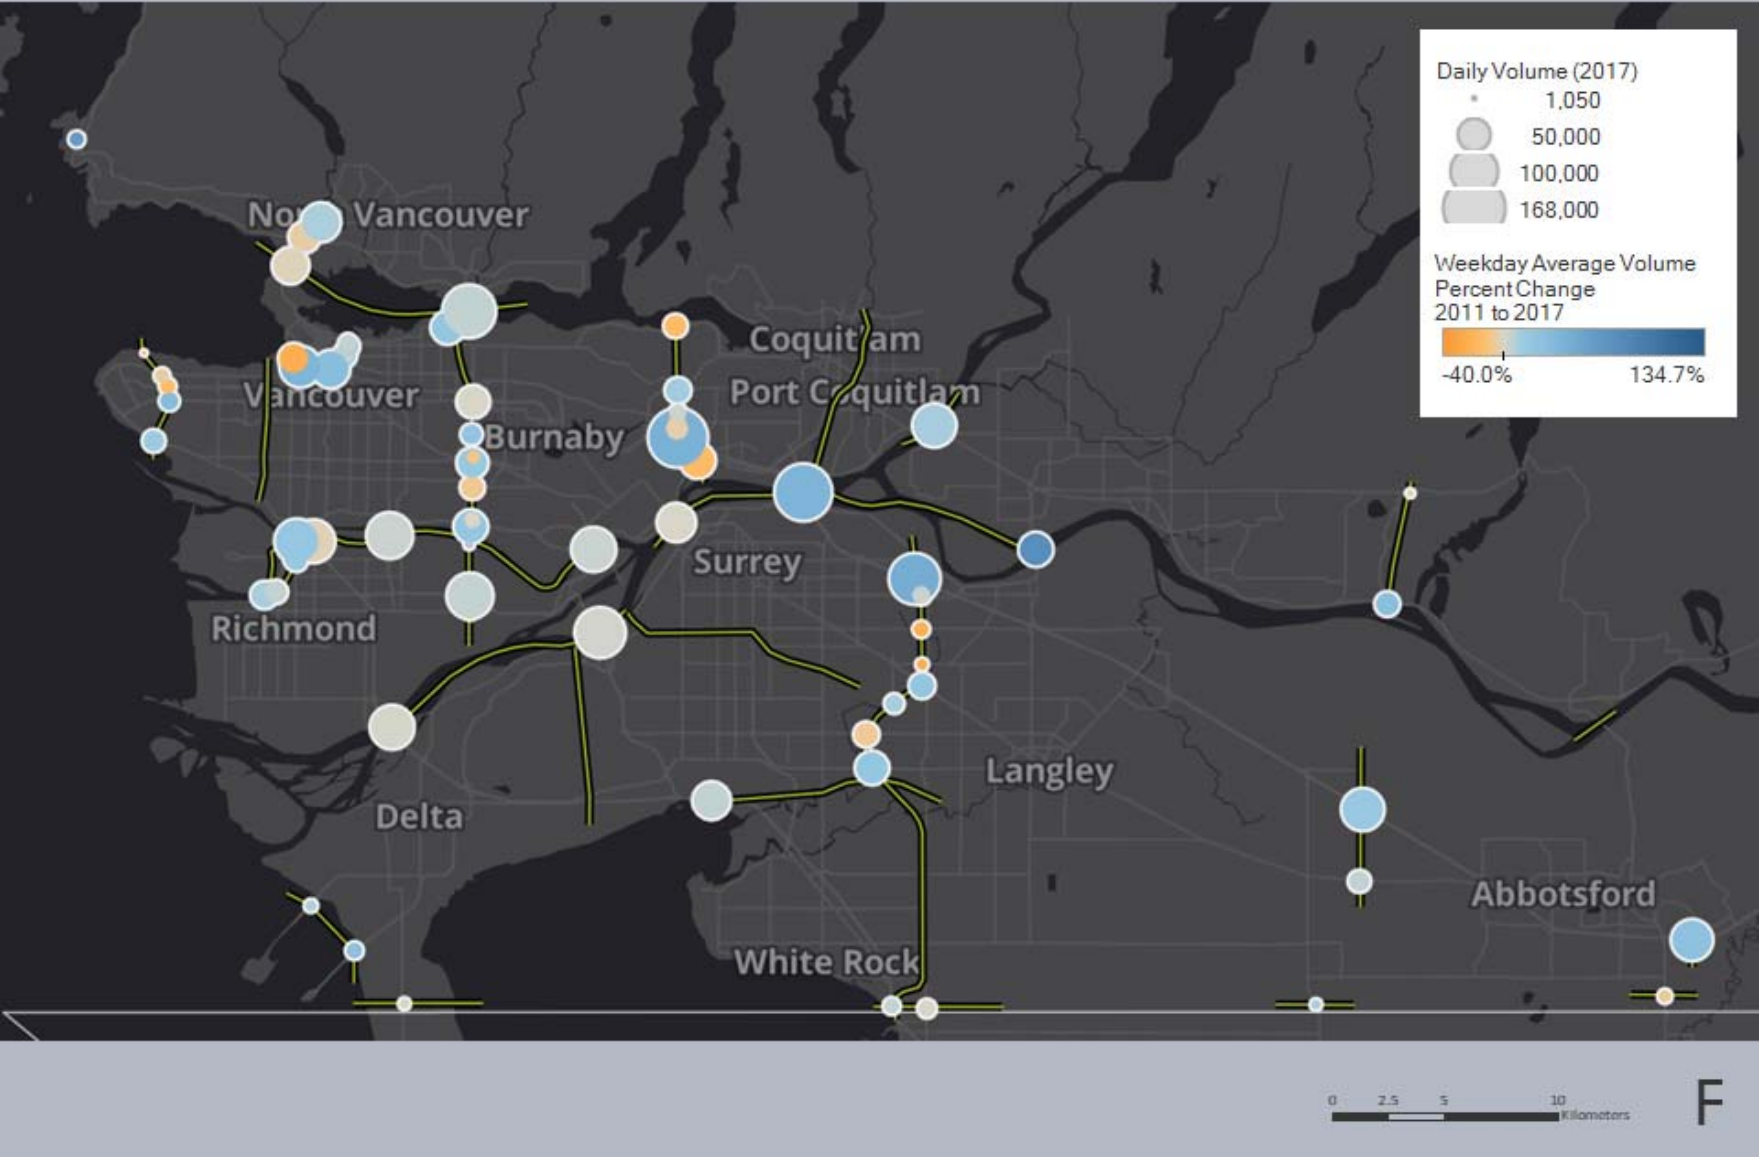 Daily Volume (2017)
1,050
50,000
100,000
168,000
Weekday Average Volume
Percent Change
2011 to 2017
-40.0% 134.7%
Vancouver
Coquitlam
Port Coquitlam
Vancouver
Burnaby
Surrey
Richmond
Langley
Delta
Abbotsford
White Rock
0 2.5 5 10
Kilometers
F